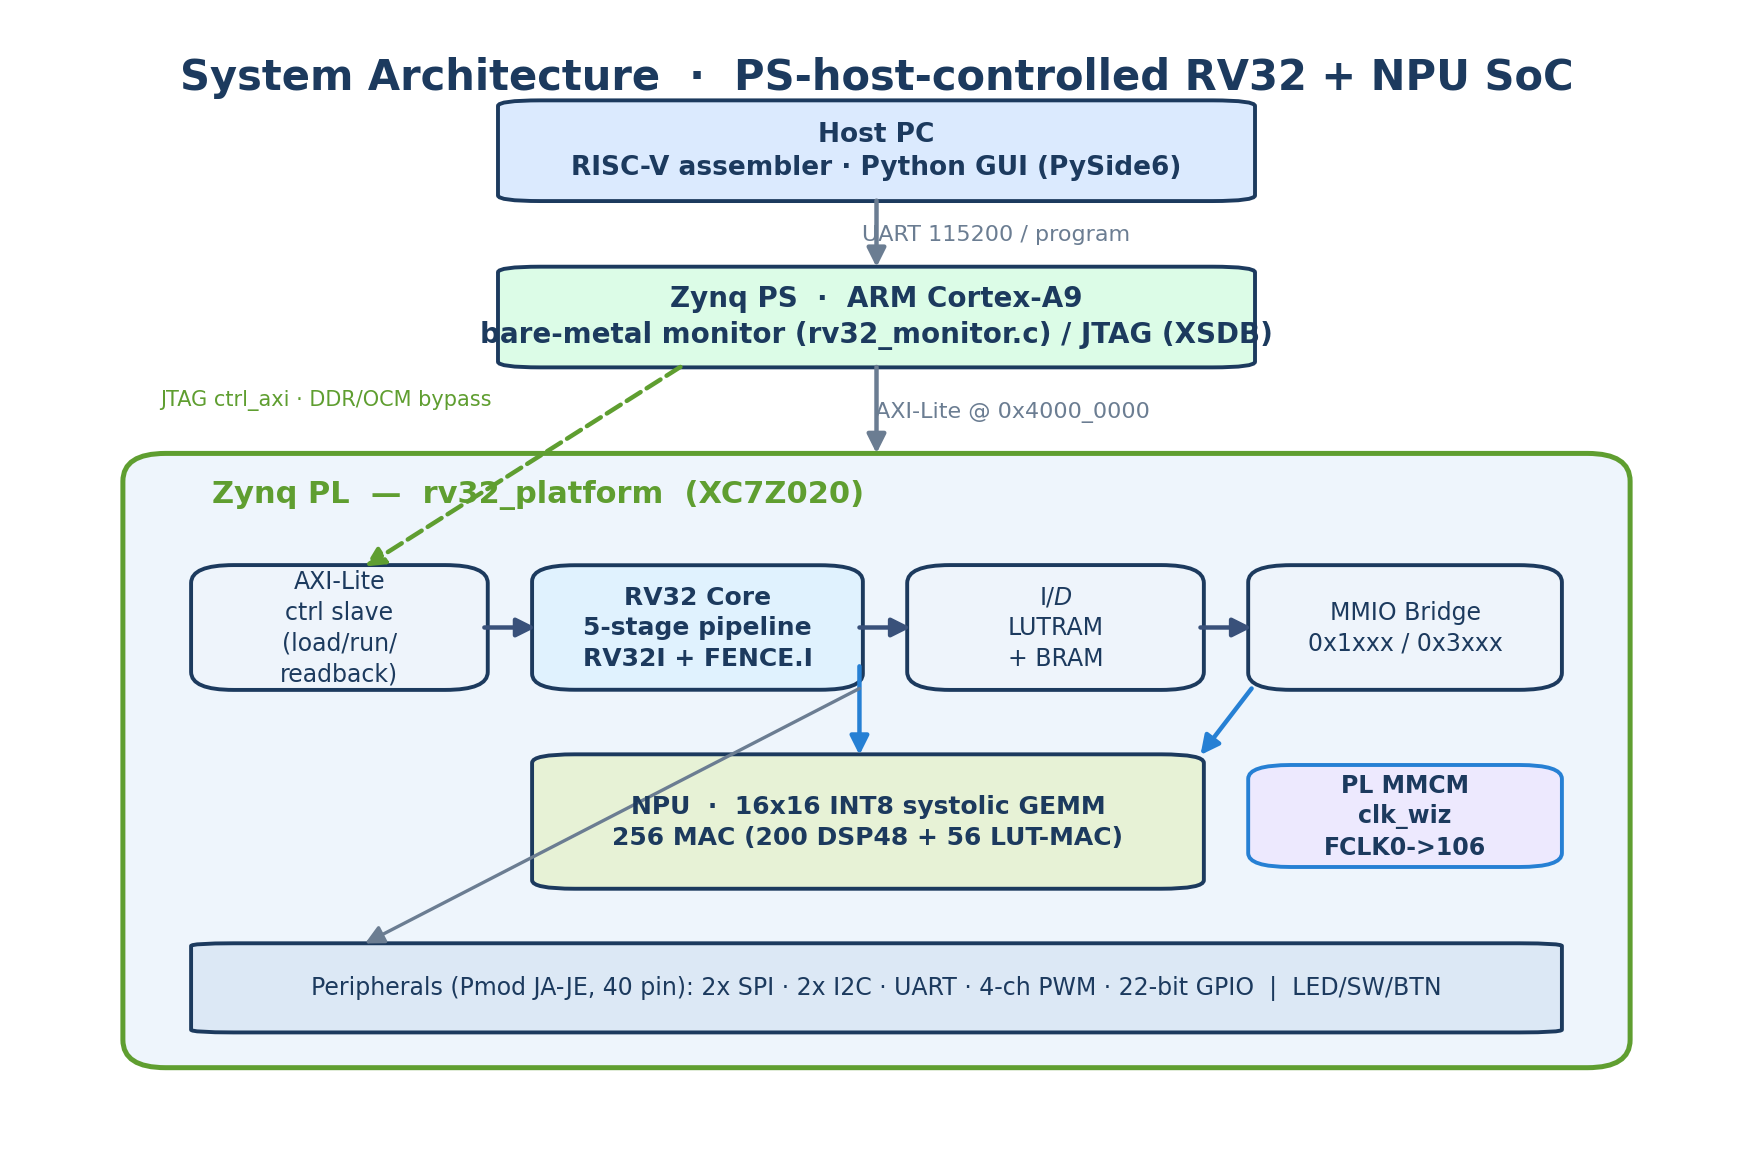 System Architecture · PS-host-controlled RV32 + NPU SoC
Host PC
RISC-V assembler · Python GUI (PySide6)
UART 115200 / program
Zynq PS · ARM Cortex-A9
bare-metal monitor (rv32_monitor.c) / JTAG (XSDB)
JTAG ctrl_axi · DDR/OCM bypass
AXI-Lite @ 0x4000_0000
Zynq PL — rv32_platform (XC7Z020)
AXI-Lite
ctrl slave
(load/run/
readback)
RV32 Core
5-stage pipeline
RV32I + FENCE.I
I/D
LUTRAM
+ BRAM
MMIO Bridge
0x1xxx / 0x3xxx
NPU · 16x16 INT8 systolic GEMM
256 MAC (200 DSP48 + 56 LUT-MAC)
PL MMCM
clk_wiz
FCLK0->106
Peripherals (Pmod JA-JE, 40 pin): 2x SPI · 2x I2C · UART · 4-ch PWM · 22-bit GPIO | LED/SW/BTN